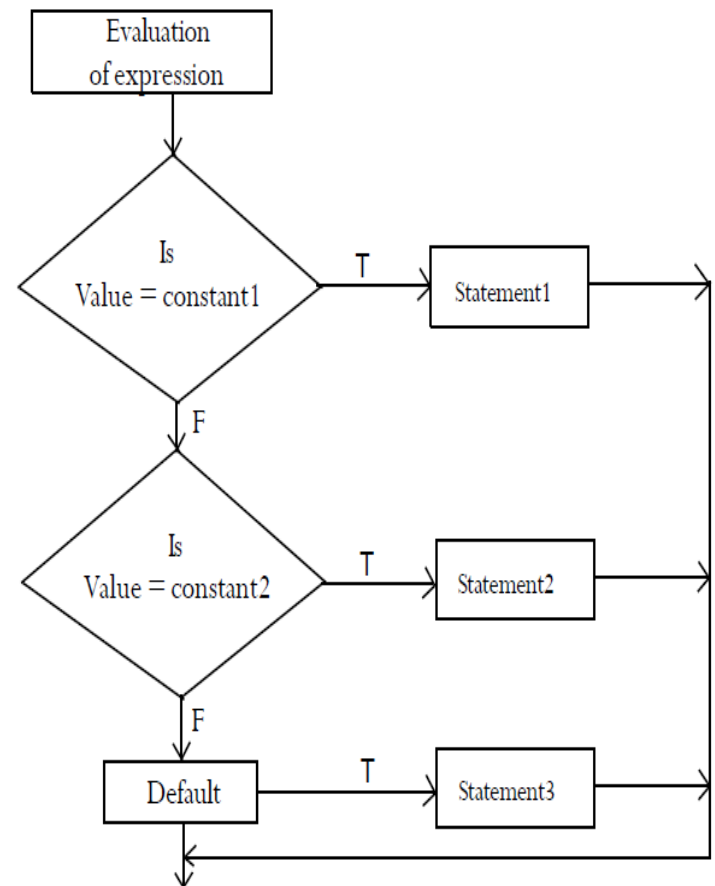 Evaluation
of expression
Is
Value = constant1
T
Statement1
F
Is
Value = constant2
T
Statement2
F
Default
T
Statement3